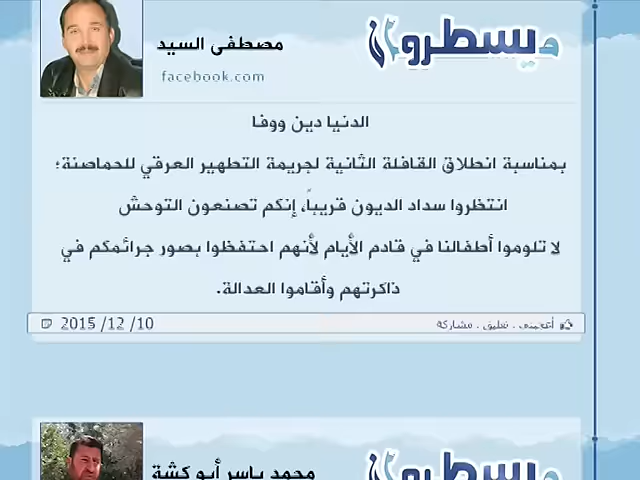 ويسطرون
مصطفى السيد
facebook.com
الدنيا دين ووفا
بمناسبة انطلاق القافلة الثانية لجريمة التطهير العرقي للحماصنة؛
انتظروا سداد الديون قريباً، إنكم تصنعون التوحش
لا تلوموا أطفالنا في قادم الأيام لأنهم احتفظوا بصور جرائمكم في
ذاكرتهم وأقاموا العدالة.
أعجبني . تعليق . مشاركة
2015 /12 /10
ويسطرون
محمد ياسر أبو كشة